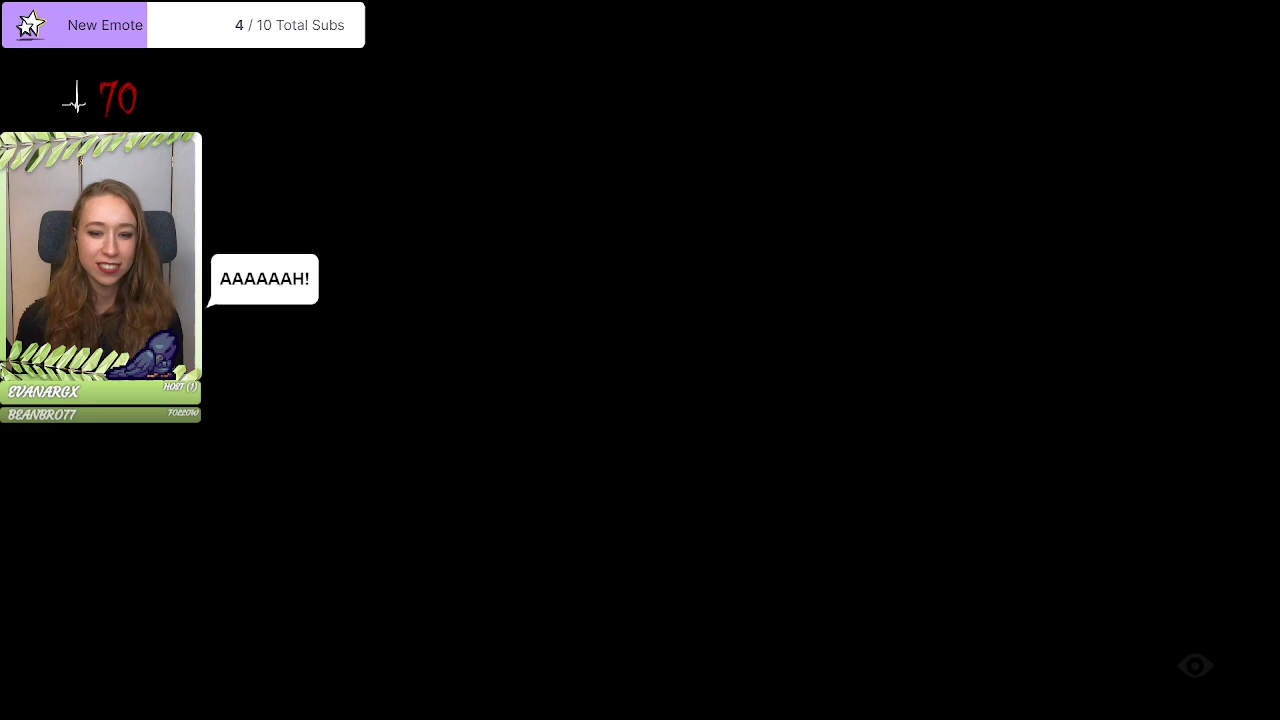 New Emote 4 / 10 Total Subs
70
AAAAAAH!
EVANARGX HOST (1)
BEANBRO77 FOLLOW